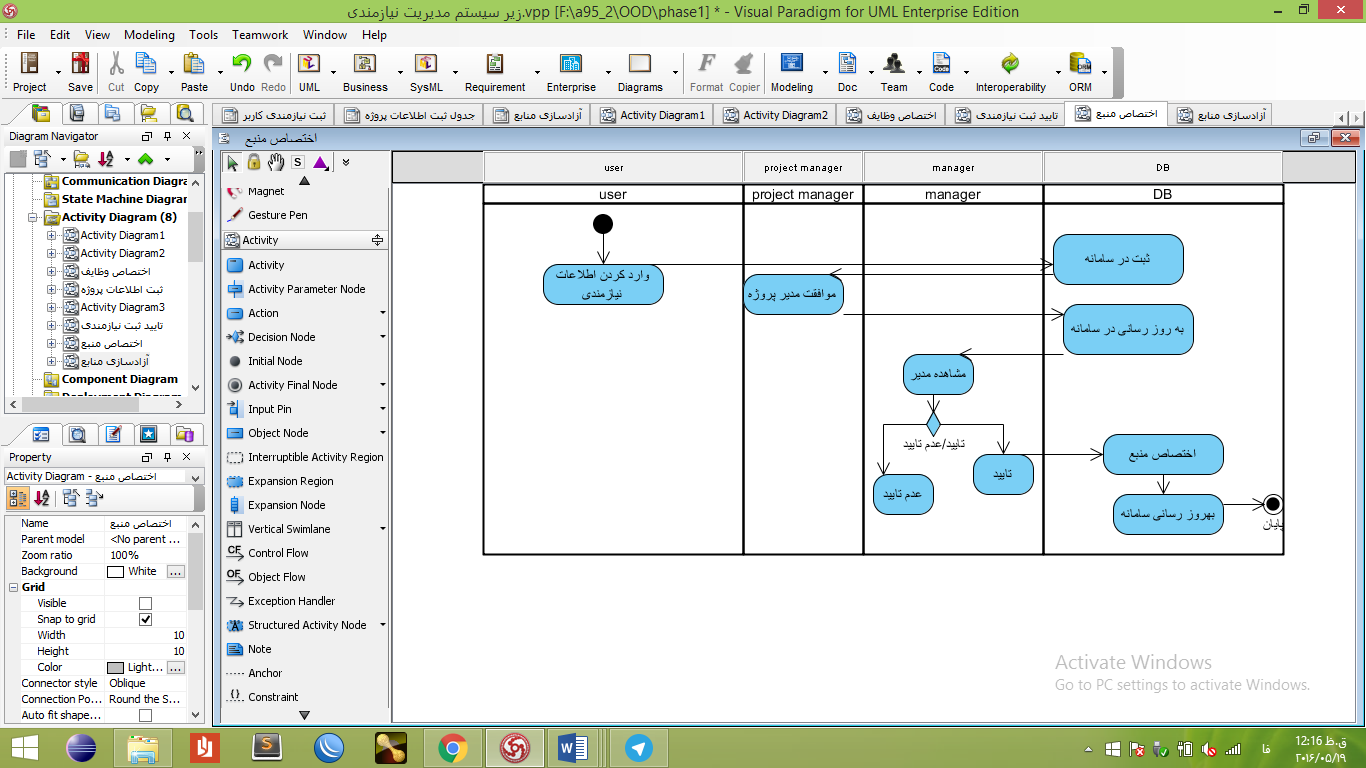 زیر سیستم مدیریت نیازمندی.vpp [F:\a95_2\OOD\phase1] * - Visual Paradigm for UML Enterprise Edition
File Edit View Modeling Tools Teamwork Window Help
Project Save Cut Copy Paste Undo Redo UML Business SysML Requirement Enterprise Diagrams Format Copier Modeling Doc Team Code Interoperability ORM
ثبت نیازمندی کاربر
جدول ثبت اطلاعات پروژه
آزادسازی منابع
Activity Diagram1
Activity Diagram2
اختصاص وظایف
تایید ثبت نیازمندی
اختصاص منبع
آزادسازی منابع
Diagram Navigator
Communication Diagra
State Machine Diagrar
Activity Diagram (8)
Activity Diagram1
Activity Diagram2
اختصاص وظایف
ثبت اطلاعات پروژه
Activity Diagram3
تایید ثبت نیازمندی
اختصاص منبع
آزادسازی منابع
Component Diagram
Property
Activity Diagram - اختصاص منبع
Name اختصاص منبع
Parent model <No parent ...
Zoom ratio 100%
Background White ...
Grid
Visible
Snap to grid
Width 10
Height 10
Color Light... ...
Connector style Oblique
Connection Po... Round the S...
Auto fit shape...
اختصاص منبع
S
Magnet
Gesture Pen
Activity
Activity
Activity Parameter Node
Action
Decision Node
Initial Node
Activity Final Node
Input Pin
Object Node
Interruptible Activity Region
Expansion Region
Expansion Node
Vertical Swimlane
CF Control Flow
OF Object Flow
Exception Handler
Structured Activity Node
Note
Anchor
Constraint
user project manager manager DB
user project manager manager DB
وارد کردن اطلاعات
نیازمندی
ثبت در سامانه
موافقت مدیر پروژه
به روز رسانی در سامانه
مشاهده مدیر
تایید/عدم تایید
عدم تایید
تایید
اختصاص منبع
بهروز رسانی سامانه
پایان
Activate Windows
Go to PC settings to activate Windows.
فا
12:16 ق.ظ
۲۰۱۶/۰۵/۱۹